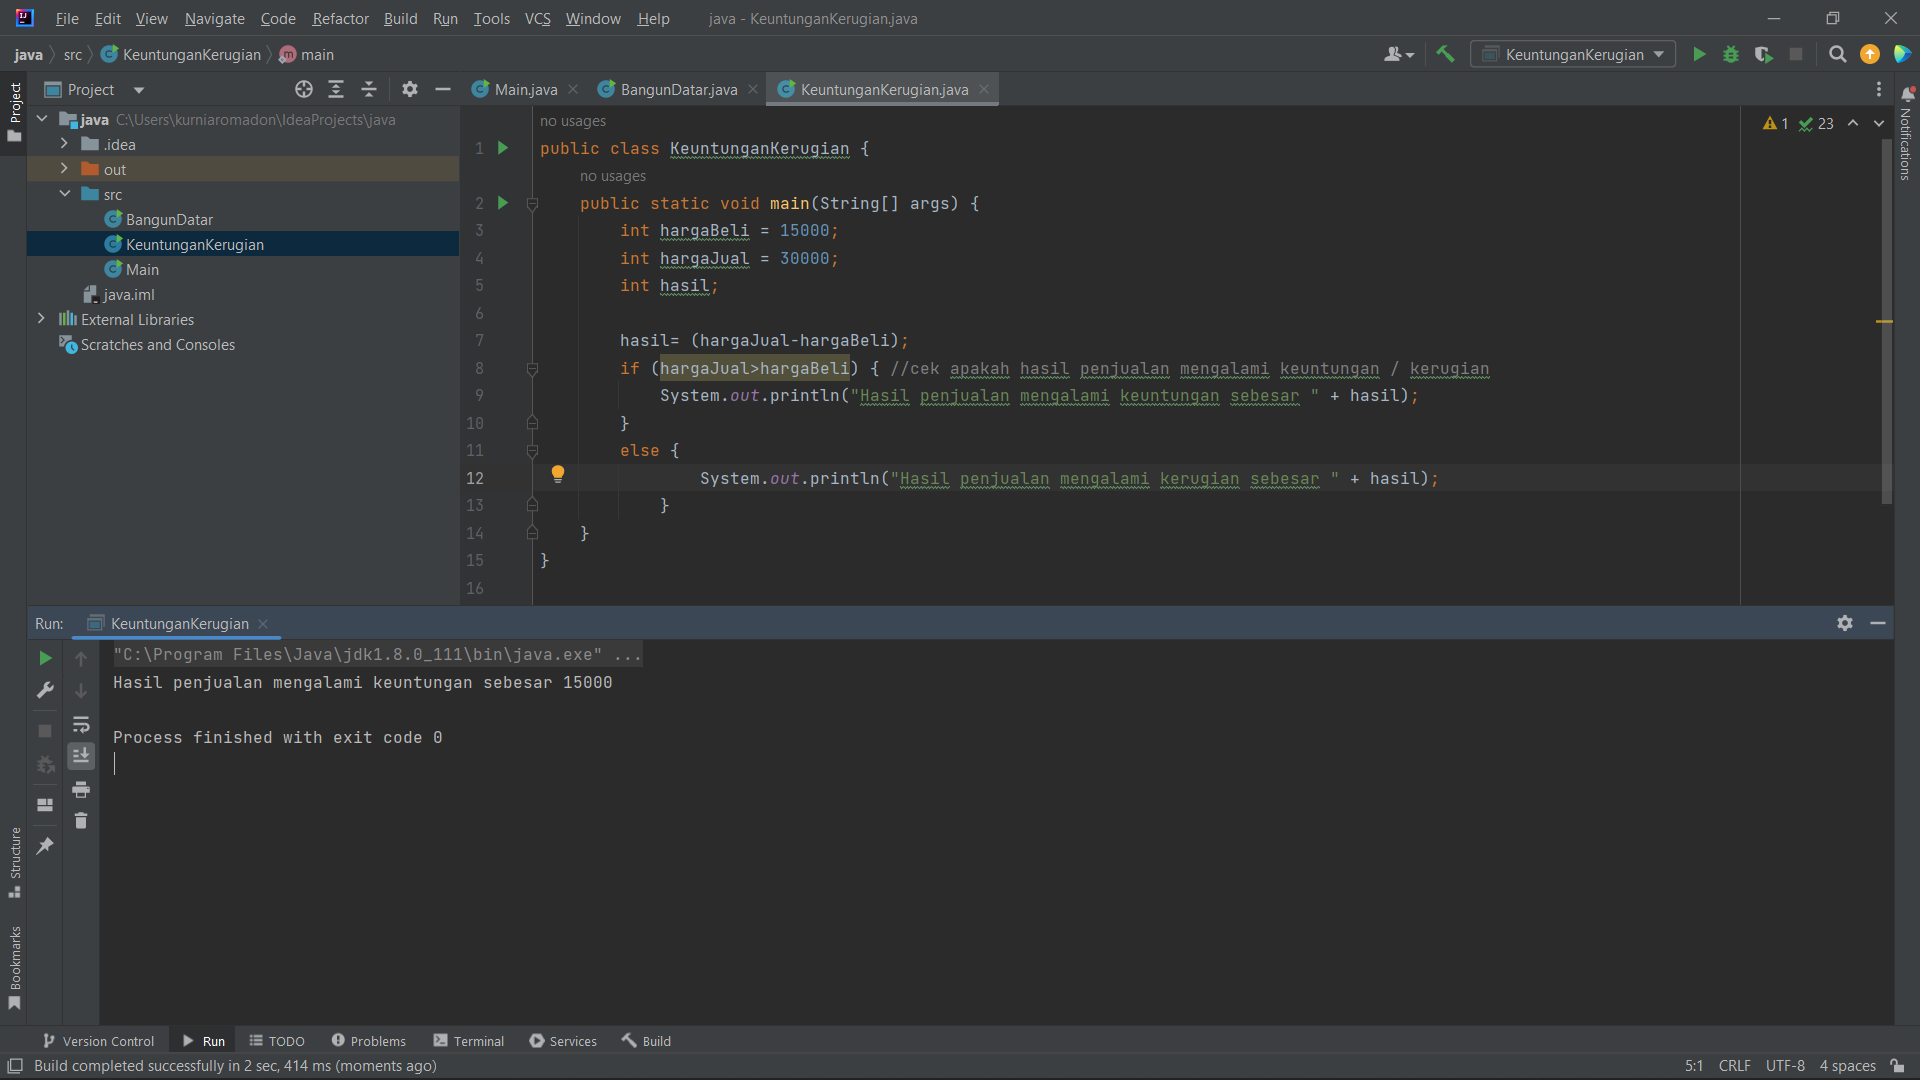 File Edit View Navigate Code Refactor Build Run Tools VCS Window Help java - KeuntunganKerugian.java
java src KeuntunganKerugian m main KeuntunganKerugian
Project Main.java BangunDatar.java KeuntunganKerugian.java
Project
java C:\Users\kurniaromadon\IdeaProjects\java
.idea
out
src
BangunDatar
KeuntunganKerugian
Main
java.iml
External Libraries
Scratches and Consoles
no usages
1 23
1 public class KeuntunganKerugian {
no usages
2 public static void main(String[] args) {
3 int hargaBeli = 15000;
4 int hargaJual = 30000;
5 int hasil;
6
7 hasil= (hargaJual-hargaBeli);
8 if (hargaJual>hargaBeli) { //cek apakah hasil penjualan mengalami keuntungan / kerugian
9 System.out.println("Hasil penjualan mengalami keuntungan sebesar " + hasil);
10 }
11 else {
12 System.out.println("Hasil penjualan mengalami kerugian sebesar " + hasil);
13 }
14 }
15 }
16
Notifications
Run: KeuntunganKerugian
"C:\Program Files\Java\jdk1.8.0_111\bin\java.exe" ...
Hasil penjualan mengalami keuntungan sebesar 15000
Process finished with exit code 0
Structure
Bookmarks
Version Control Run TODO Problems Terminal Services Build
Build completed successfully in 2 sec, 414 ms (moments ago) 5:1 CRLF UTF-8 4 spaces